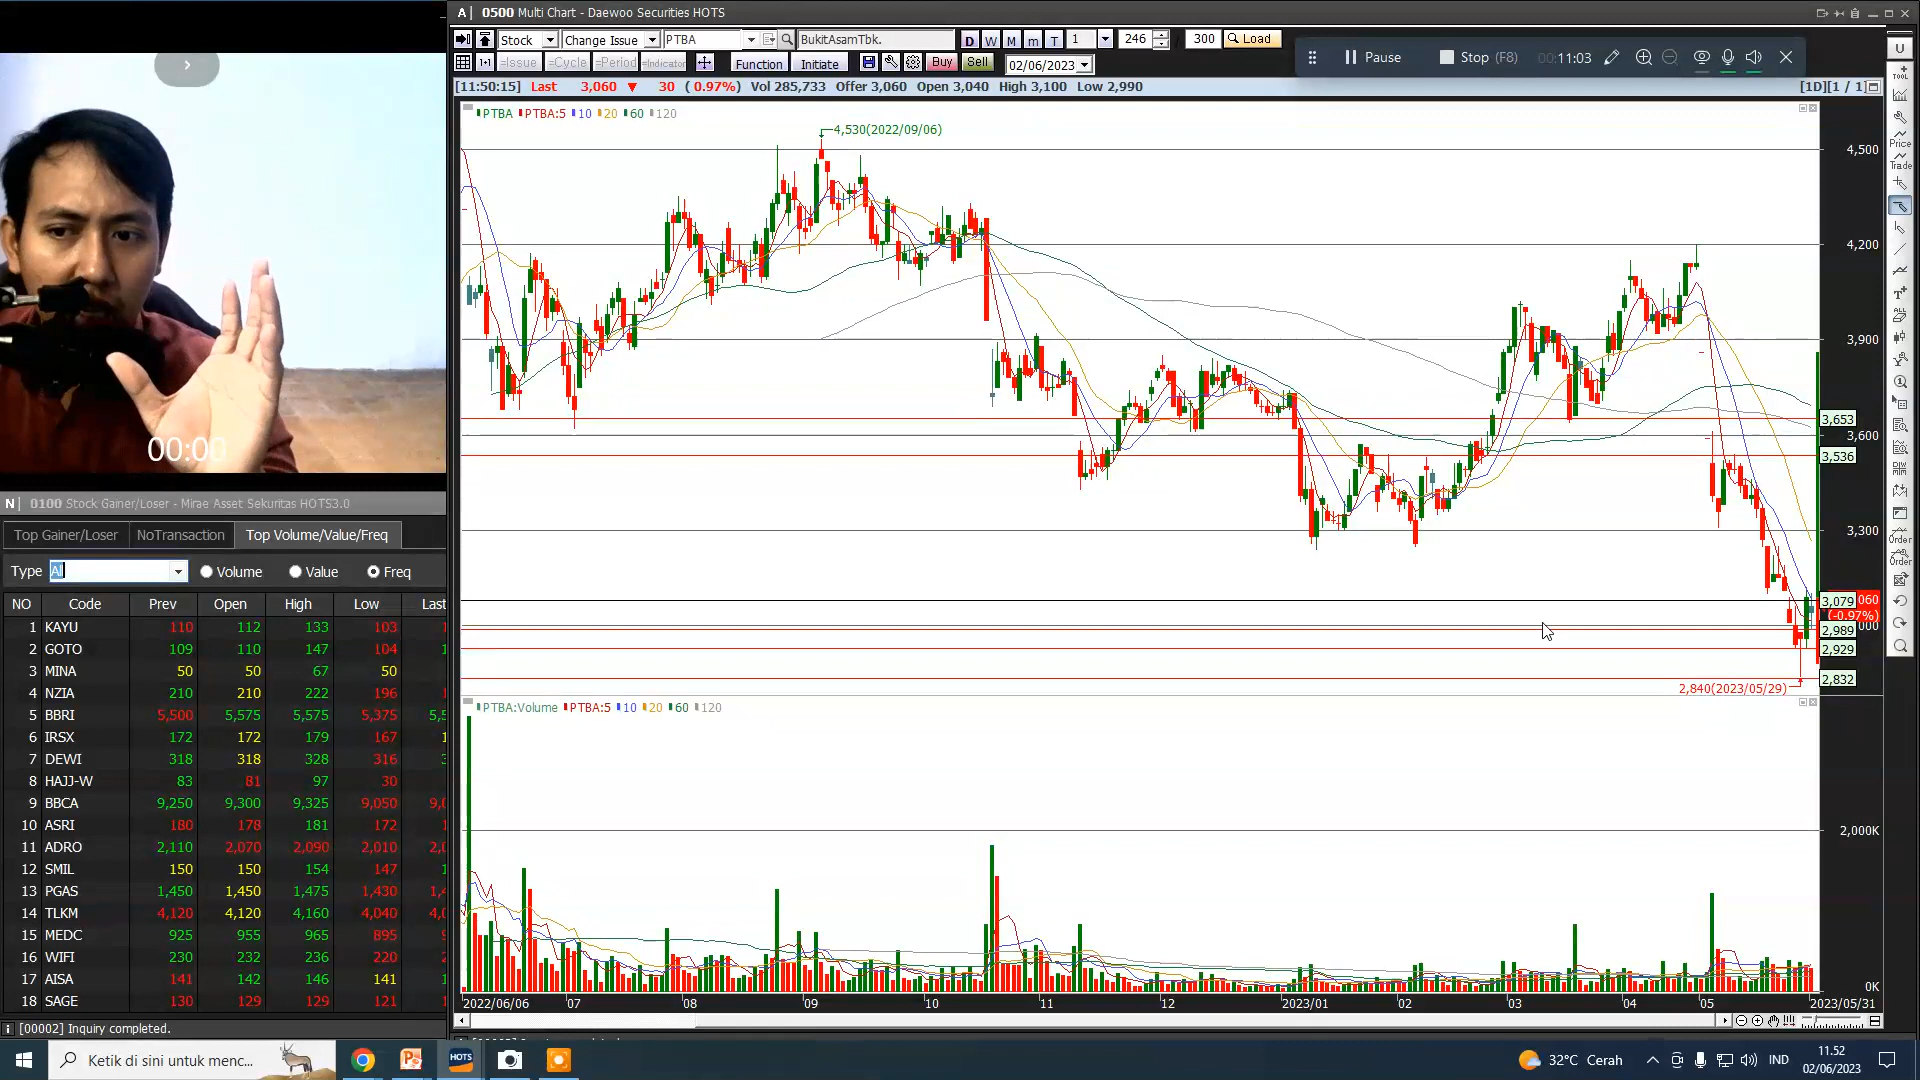 A 0500 Multi Chart - Daewoo Securities HOTS
Stock Change Issue PTBA BukitAsamTbk. D W M m T 1 246 300 Load
1·1 =Issue =Cycle =Period =Indicator Function Initiate Buy Sell 02/06/2023
Pause Stop (F8) 00:11:03
[11:50:15] Last 3,060 ▼ 30 ( 0.97%) Vol 285,733 Offer 3,060 Open 3,040 High 3,100 Low 2,990 [1D][1 / 1]
PTBA PTBA:5 10 20 60 120
4,530(2022/09/06)
4,500
4,200
3,900
3,653
3,600
3,536
3,300
3,079
(-0.97%)
2,989
2,929
2,832
2,840(2023/05/29)
PTBA:Volume PTBA:5 10 20 60 120
2,000K
0K
2022/06/06 07 08 09 10 11 12 2023/01 02 03 04 05 2023/05/31
U
TOOL
Price
Trade
ALL
DIV
WIM
Order
Order
00:00
N 0100 Stock Gainer/Loser - Mirae Asset Sekuritas HOTS3.0
Top Gainer/Loser NoTransaction Top Volume/Value/Freq
Type All Volume Value Freq
NO Code Prev Open High Low Last
1 KAYU 110 112 133 103
2 GOTO 109 110 147 104
3 MINA 50 50 67 50
4 NZIA 210 210 222 196
5 BBRI 5,500 5,575 5,575 5,375
6 IRSX 172 172 179 167
7 DEWI 318 318 328 316
8 HAJJ-W 83 81 97 30
9 BBCA 9,250 9,300 9,325 9,050
10 ASRI 180 178 181 172
11 ADRO 2,110 2,070 2,090 2,010
12 SMIL 150 150 154 147
13 PGAS 1,450 1,450 1,475 1,430
14 TLKM 4,120 4,120 4,160 4,040
15 MEDC 925 955 965 895
16 WIFI 230 232 236 220
17 AISA 141 142 146 141
18 SAGE 130 129 129 121
[00002] Inquiry completed.
Ketik di sini untuk menc...
HOTS
32°C Cerah
IND
11.52
02/06/2023